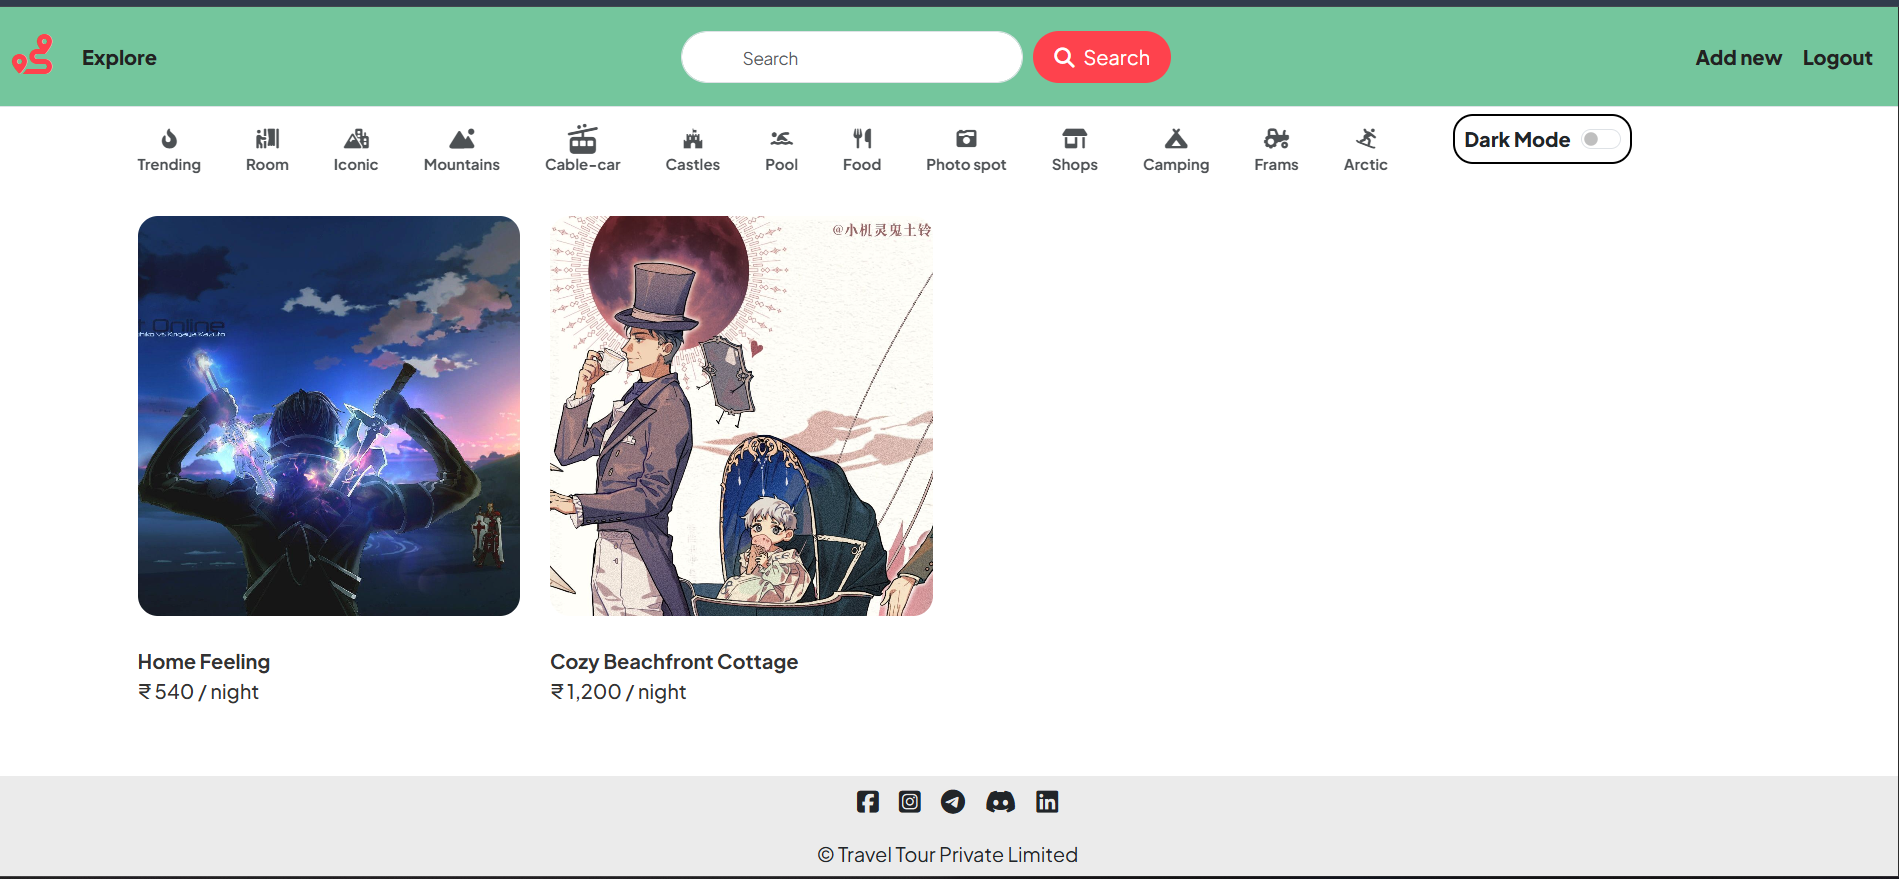 Explore
Search
Search
Add new
Logout
Trending
Room
Iconic
Mountains
Cable-car
Castles
Pool
Food
Photo spot
Shops
Camping
Frams
Arctic
Dark Mode
Online
@小机灵鬼土铃
Home Feeling
₹ 540 / night
Cozy Beachfront Cottage
₹ 1,200 / night
© Travel Tour Private Limited